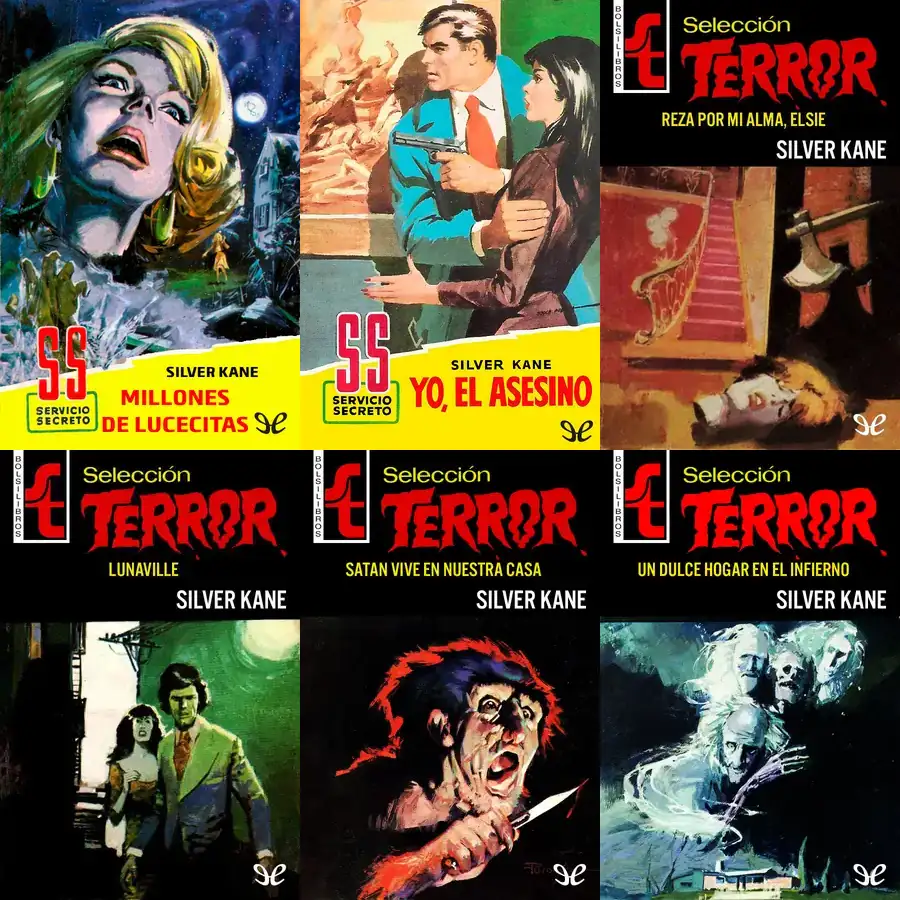 SS
SERVICIO
SECRETO
SILVER KANE
MILLONES
DE LUCECITAS
SS
SERVICIO
SECRETO
SILVER KANE
YO, EL ASESINO
BOLSILIBROS
Selección
TERROR
REZA POR MI ALMA, ELSIE
SILVER KANE
BOLSILIBROS
Selección
TERROR
LUNAVILLE
SILVER KANE
BOLSILIBROS
Selección
TERROR
SATAN VIVE EN NUESTRA CASA
SILVER KANE
BOLSILIBROS
Selección
TERROR
UN DULCE HOGAR EN EL INFIERNO
SILVER KANE